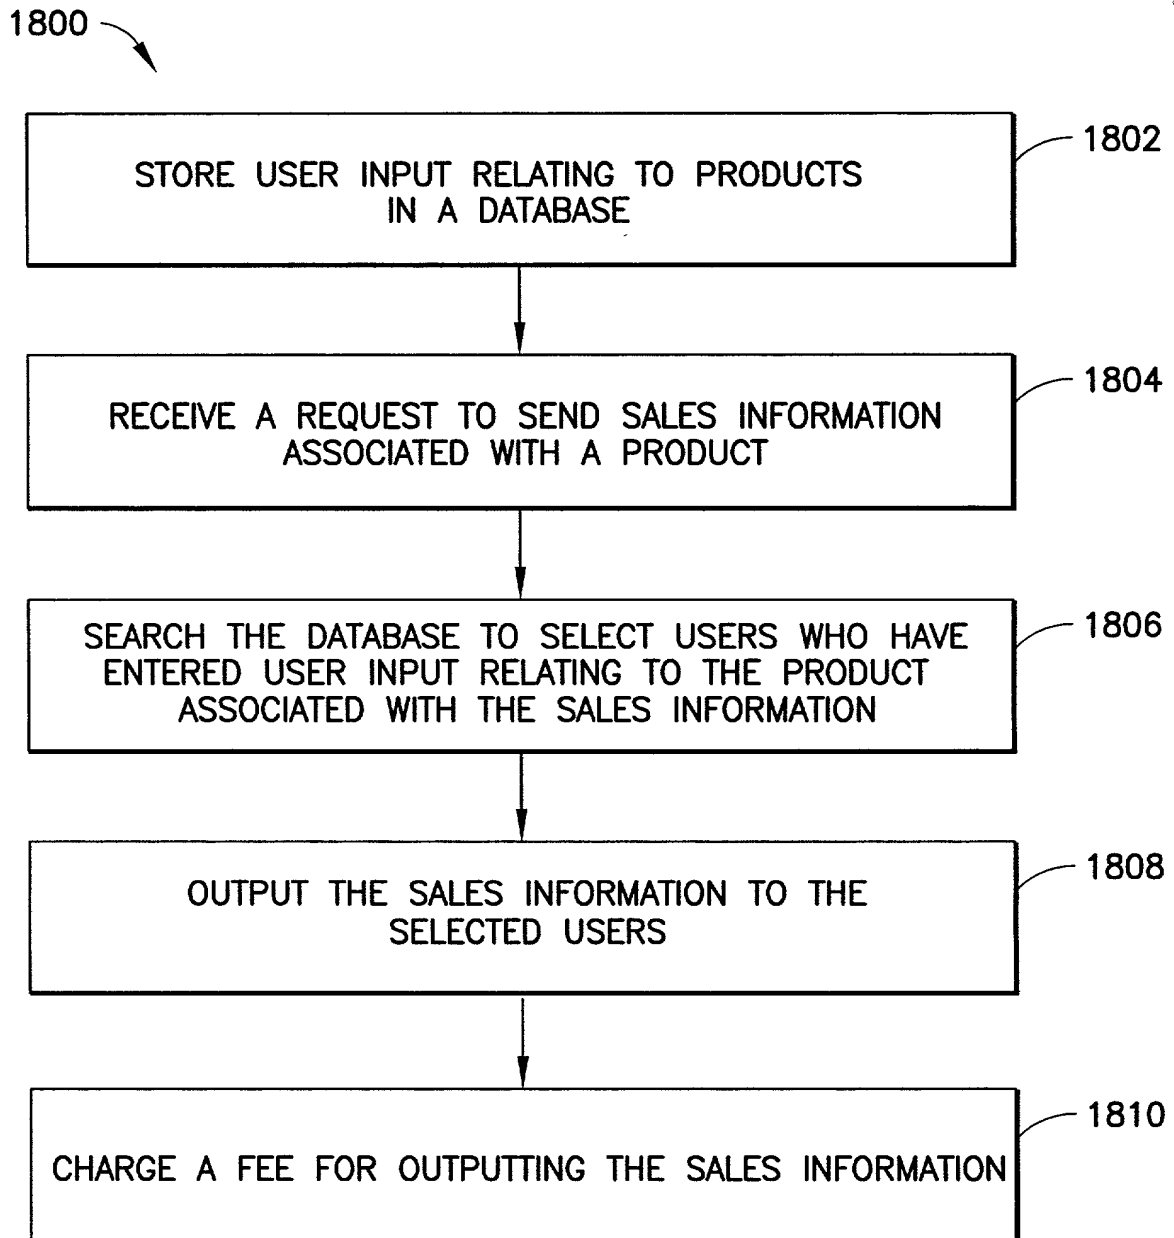 1800
STORE USER INPUT RELATING TO PRODUCTS
IN A DATABASE
1802
RECEIVE A REQUEST TO SEND SALES INFORMATION
ASSOCIATED WITH A PRODUCT
1804
SEARCH THE DATABASE TO SELECT USERS WHO HAVE
ENTERED USER INPUT RELATING TO THE PRODUCT
ASSOCIATED WITH THE SALES INFORMATION
1806
OUTPUT THE SALES INFORMATION TO THE
SELECTED USERS
1808
CHARGE A FEE FOR OUTPUTTING THE SALES INFORMATION
1810